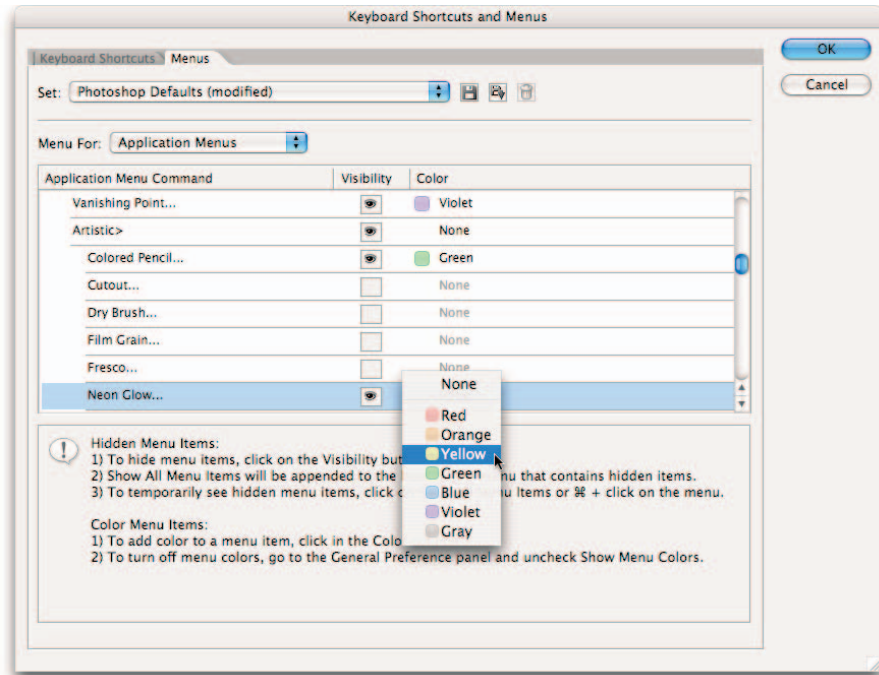 Keyboard Shortcuts and Menus
Keyboard Shortcuts Menus
OK
Set: Photoshop Defaults (modified)
Cancel
Menu For: Application Menus
Application Menu Command Visibility Color
Vanishing Point... Violet
Artistic> None
Colored Pencil... Green
Cutout... None
Dry Brush... None
Film Grain... None
Fresco... None
Neon Glow...
None
Red
Orange
Yellow
Green
Blue
Violet
Gray
Hidden Menu Items:
1) To hide menu items, click on the Visibility
2) Show All Menu Items will be appended to the that contains hidden items.
3) To temporarily see hidden menu items, click Items or ⌘ + click on the menu.
Color Menu Items:
1) To add color to a menu item, click in the
2) To turn off menu colors, go to the General Preference panel and uncheck Show Menu Colors.